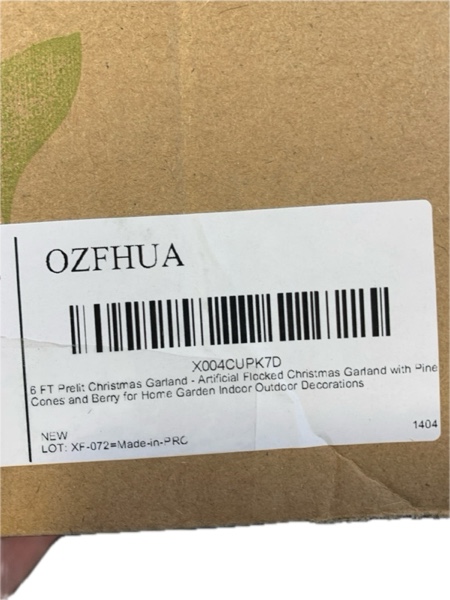 OZFHUA
X004CUPK7D
6 FT Prelit Christmas Garland - Artificial Flocked Christmas Garland with Pine
Cones and Berry for Home Garden Indoor Outdoor Decorations
NEW
LOT: XF-072=Made-in-PRC
1404